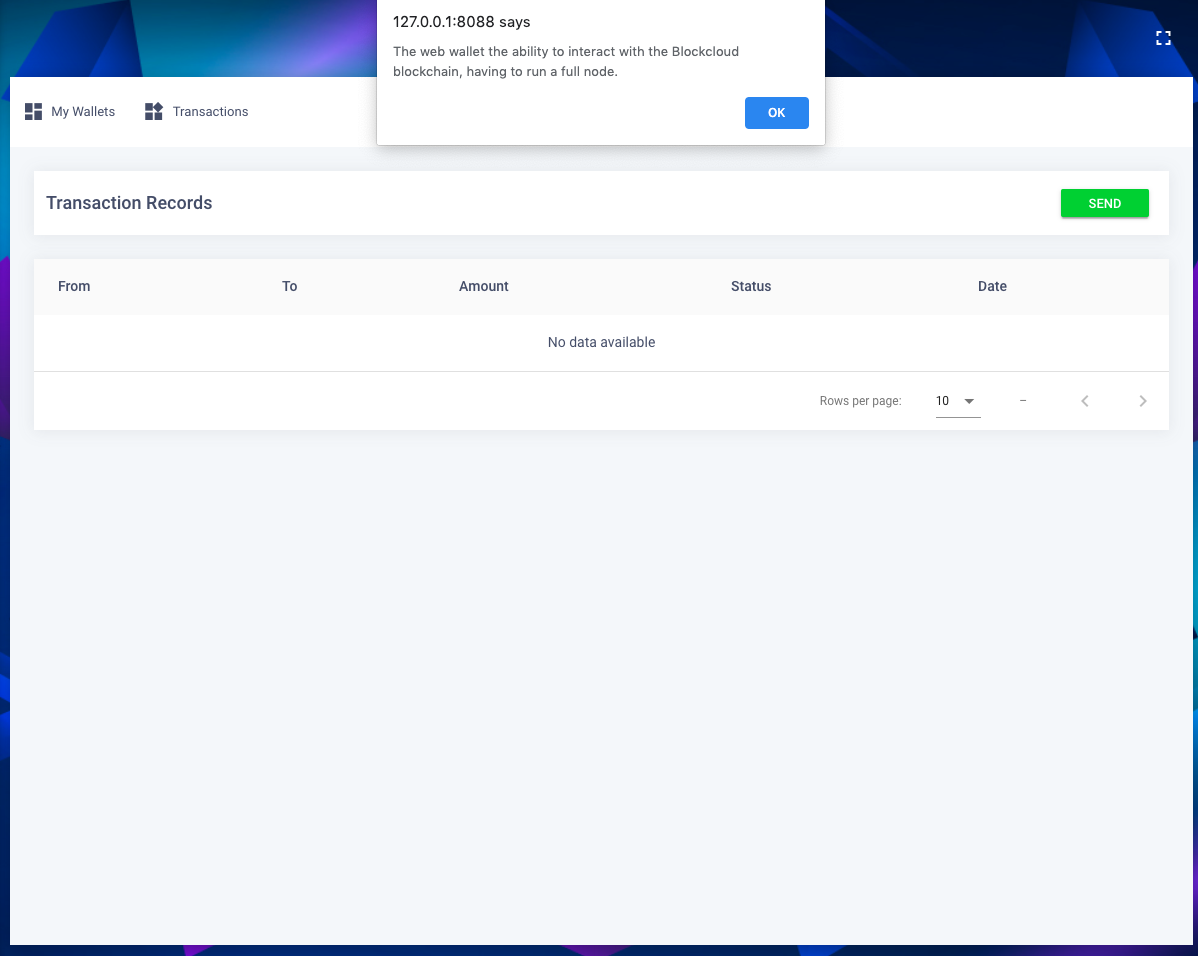 127.0.0.1:8088 says
The web wallet the ability to interact with the Blockcloud
blockchain, having to run a full node.
OK
My Wallets Transactions
Transaction Records SEND
From To Amount Status Date
No data available
Rows per page: 10 –